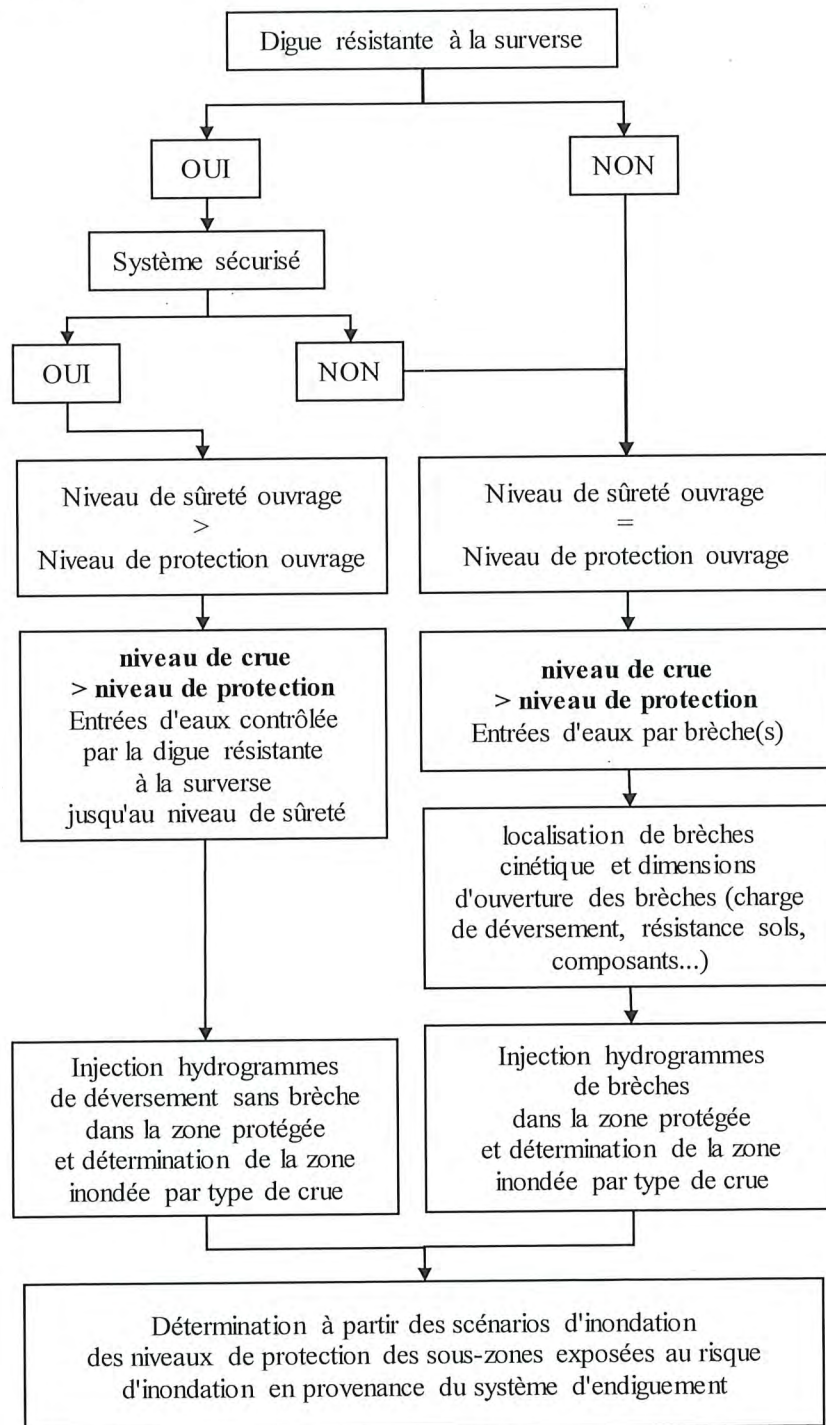 Digue résistante à la surverse
OUI
NON
Système sécurisé
OUI
NON
Niveau de sûreté ouvrage
>
Niveau de protection ouvrage
Niveau de sûreté ouvrage
=
Niveau de protection ouvrage
niveau de crue
> niveau de protection
Entrées d'eaux contrôlée
par la digue résistante
à la surverse
jusqu'au niveau de sûreté
niveau de crue
> niveau de protection
Entrées d'eaux par brèche(s)
localisation de brèches
cinétique et dimensions
d'ouverture des brèches (charge
de déversement, résistance sols,
composants...)
Injection hydrogrammes
de déversement sans brèche
dans la zone protégée
et détermination de la zone
inondée par type de crue
Injection hydrogrammes
de brèches
dans la zone protégée
et détermination de la zone
inondée par type de crue
Détermination à partir des scénarios d'inondation
des niveaux de protection des sous-zones exposées au risque
d'inondation en provenance du système d'endiguement